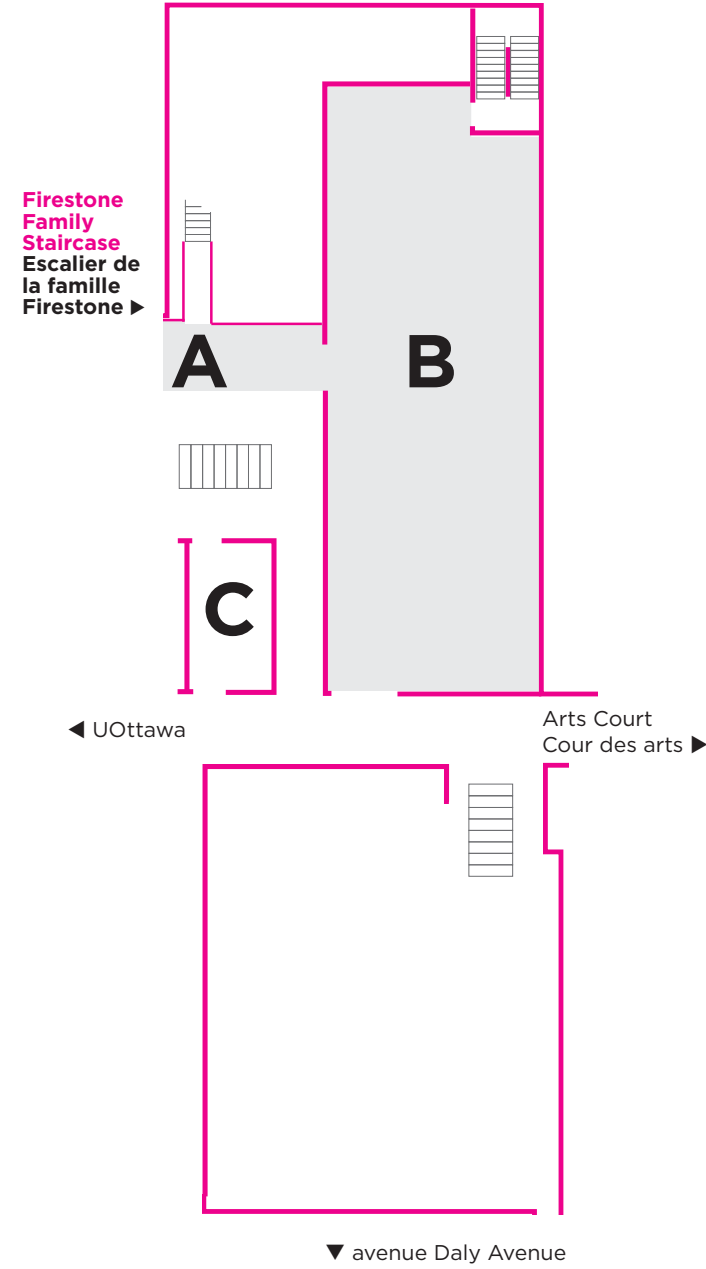 Firestone
Family
Staircase
Escalier de
la famille
Firestone ▶
A
B
C
◀ UOttawa
Arts Court
Cour des arts ▶
▼ avenue Daly Avenue